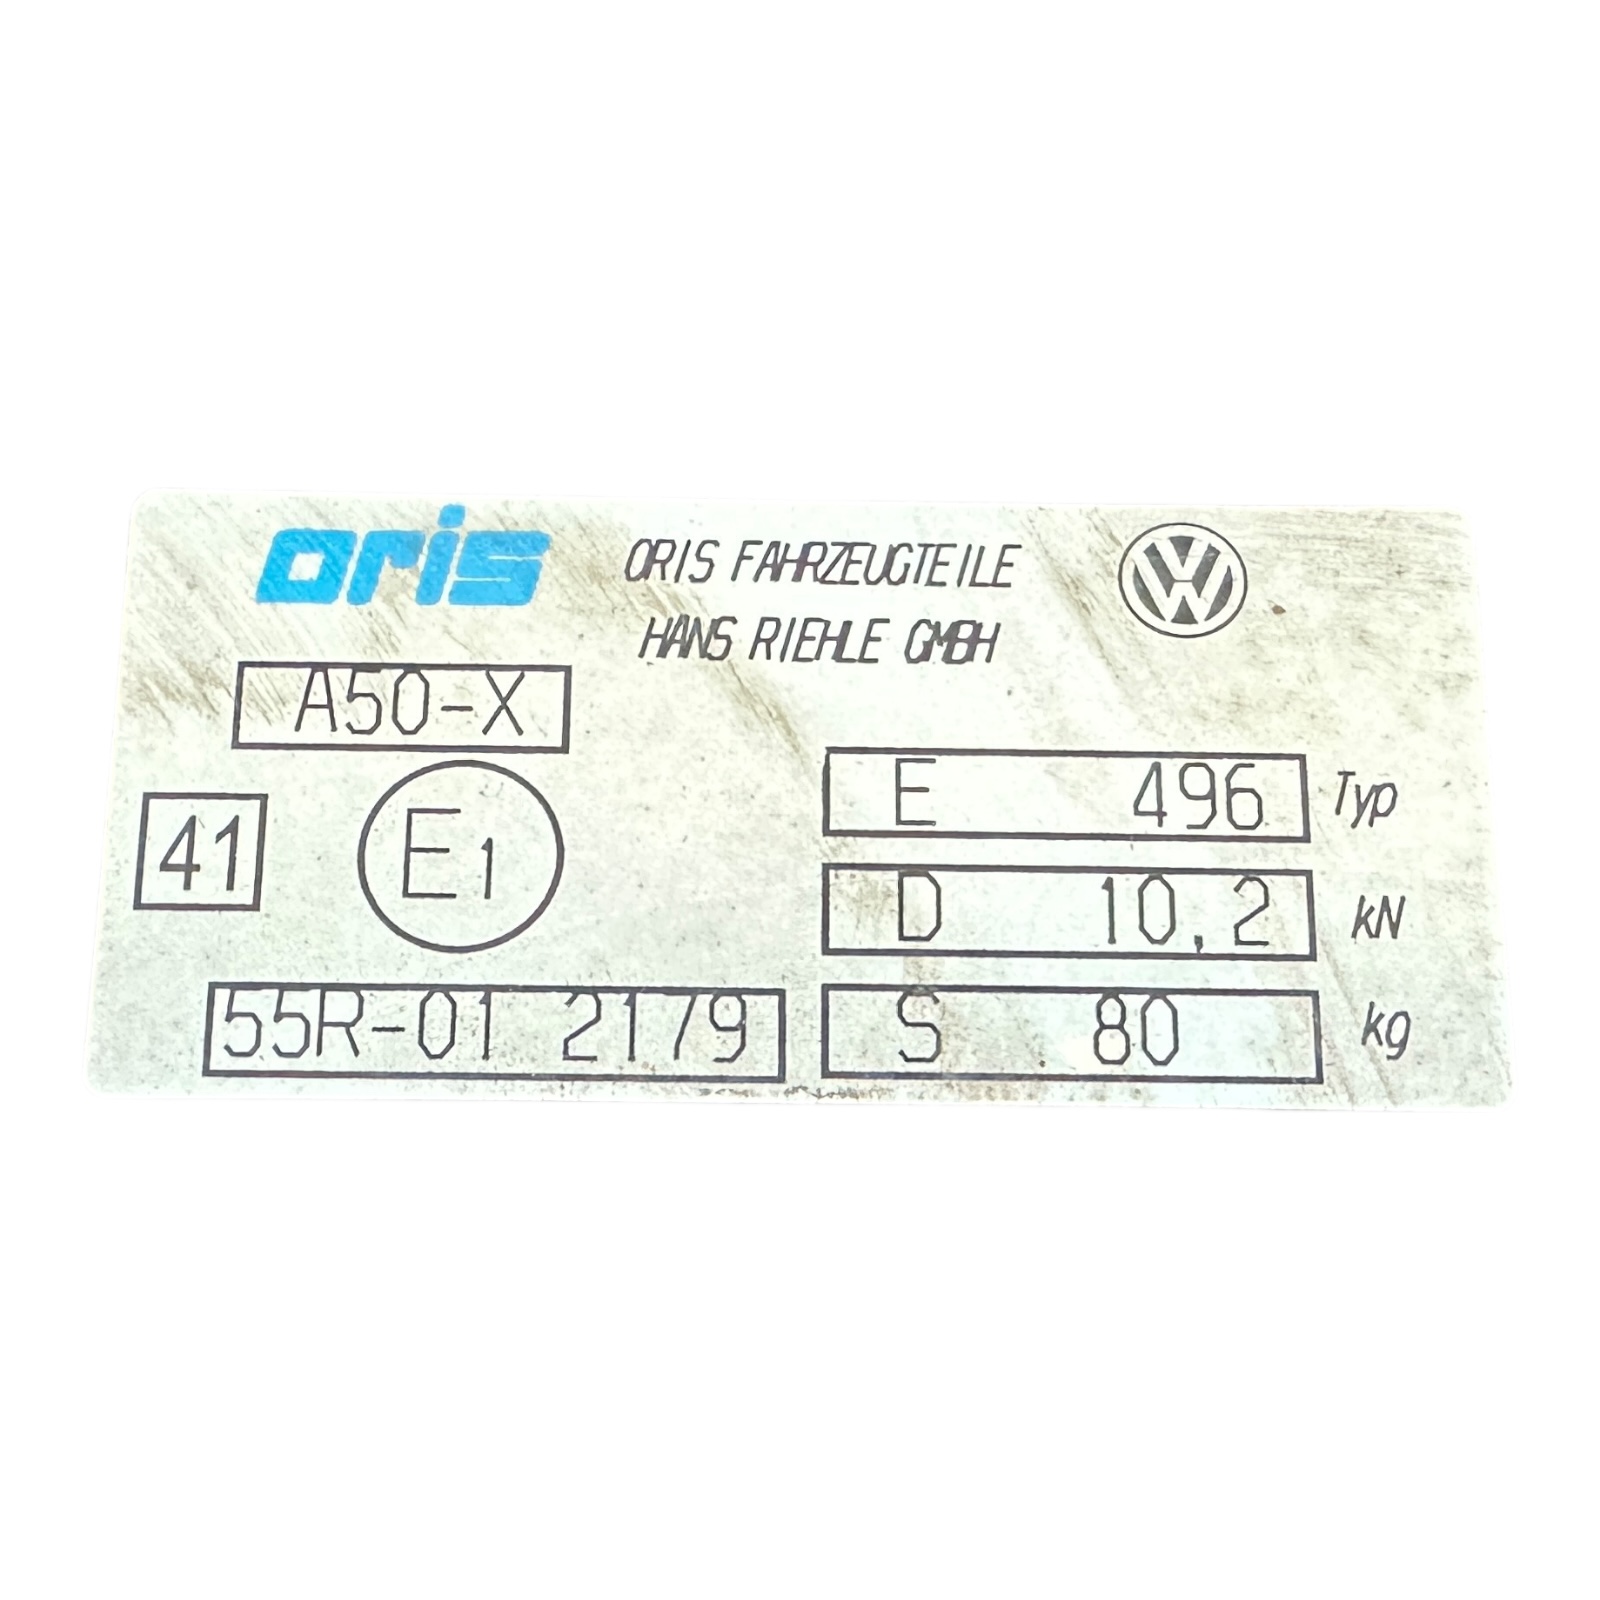 oris ORIS FAHRZEUGTEILE
HANS RIEHLE GMBH
A50-X
41 E1
55R-01 2179
E 496 Typ
D 10,2 kN
S 80 kg